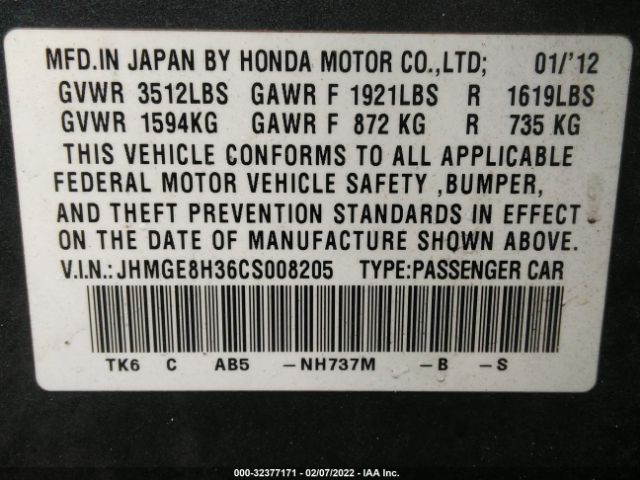 MFD.IN JAPAN BY HONDA MOTOR CO.,LTD; 01/'12
GVWR 3512LBS GAWR F 1921LBS R 1619LBS
GVWR 1594KG GAWR F 872 KG R 735 KG
THIS VEHICLE CONFORMS TO ALL APPLICABLE
FEDERAL MOTOR VEHICLE SAFETY ,BUMPER,
AND THEFT PREVENTION STANDARDS IN EFFECT
ON THE DATE OF MANUFACTURE SHOWN ABOVE.
V.I.N.:JHMGE8H36CS008205 TYPE:PASSENGER CAR
TK6 C AB5 -NH737M -B -S
000-32377171 - 02/07/2022 - IAA Inc.